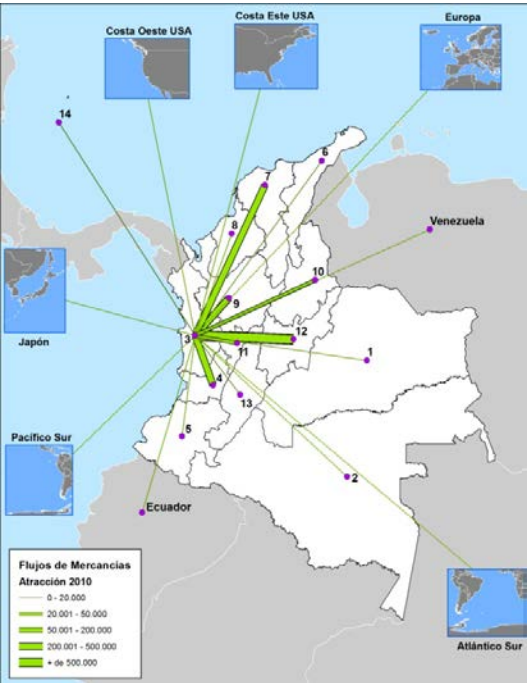 Costa Oeste USA
Costa Este USA
Europa
14
6
7
8
Venezuela
10
9
Japón
3
12
11
1
4
13
Pacífico Sur
5
2
Ecuador
Flujos de Mercancías
Atracción 2010
0 - 20.000
20.001 - 50.000
50.001 - 200.000
200.001 - 500.000
+ de 500.000
Atlántico Sur